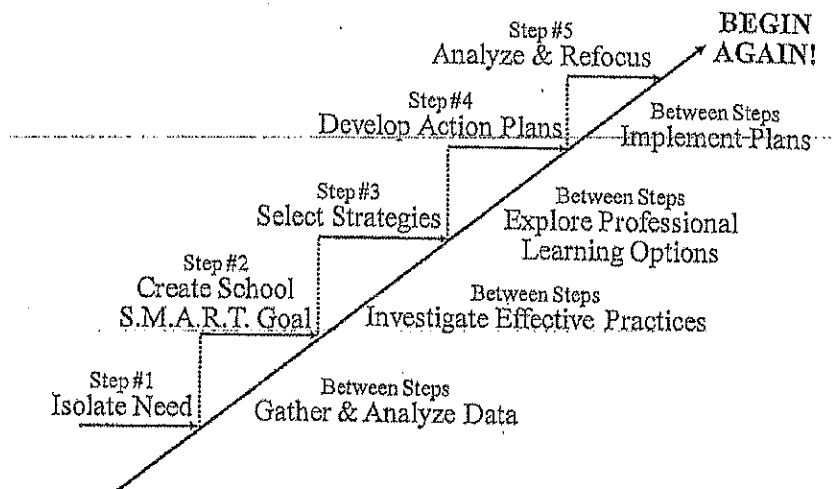 Step #5
Analyze & Refocus
BEGIN
AGAIN!
Step #4
Develop Action Plans
Between Steps
Implement Plans
Step #3
Select Strategies
Between Steps
Explore Professional
Learning Options
Step #2
Create School
S.M.A.R.T. Goal
Between Steps
Investigate Effective Practices
Step #1
Isolate Need
Between Steps
Gather & Analyze Data